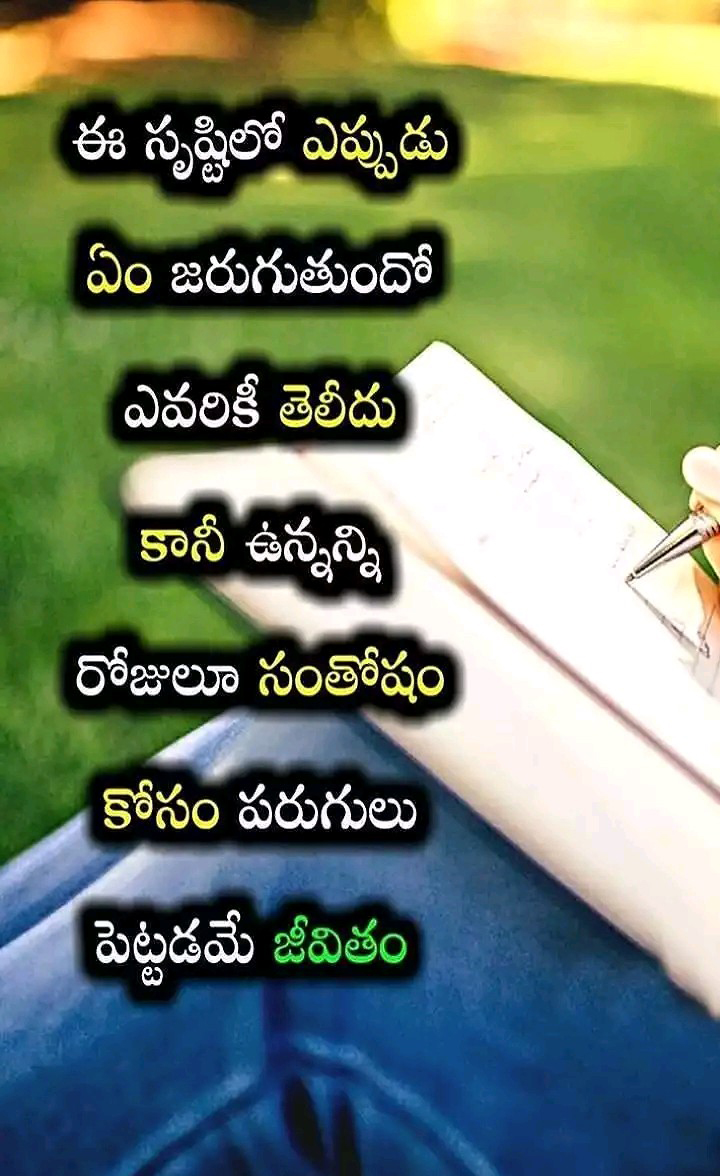 ఈ సృష్టిలో ఎప్పుడు
ఏం జరుగుతుందో
ఎవరికీ తెలీదు
కానీ ఉన్నన్ని
రోజులూ సంతోషం
కోసం పరుగులు
పెట్టడమే జీవితం